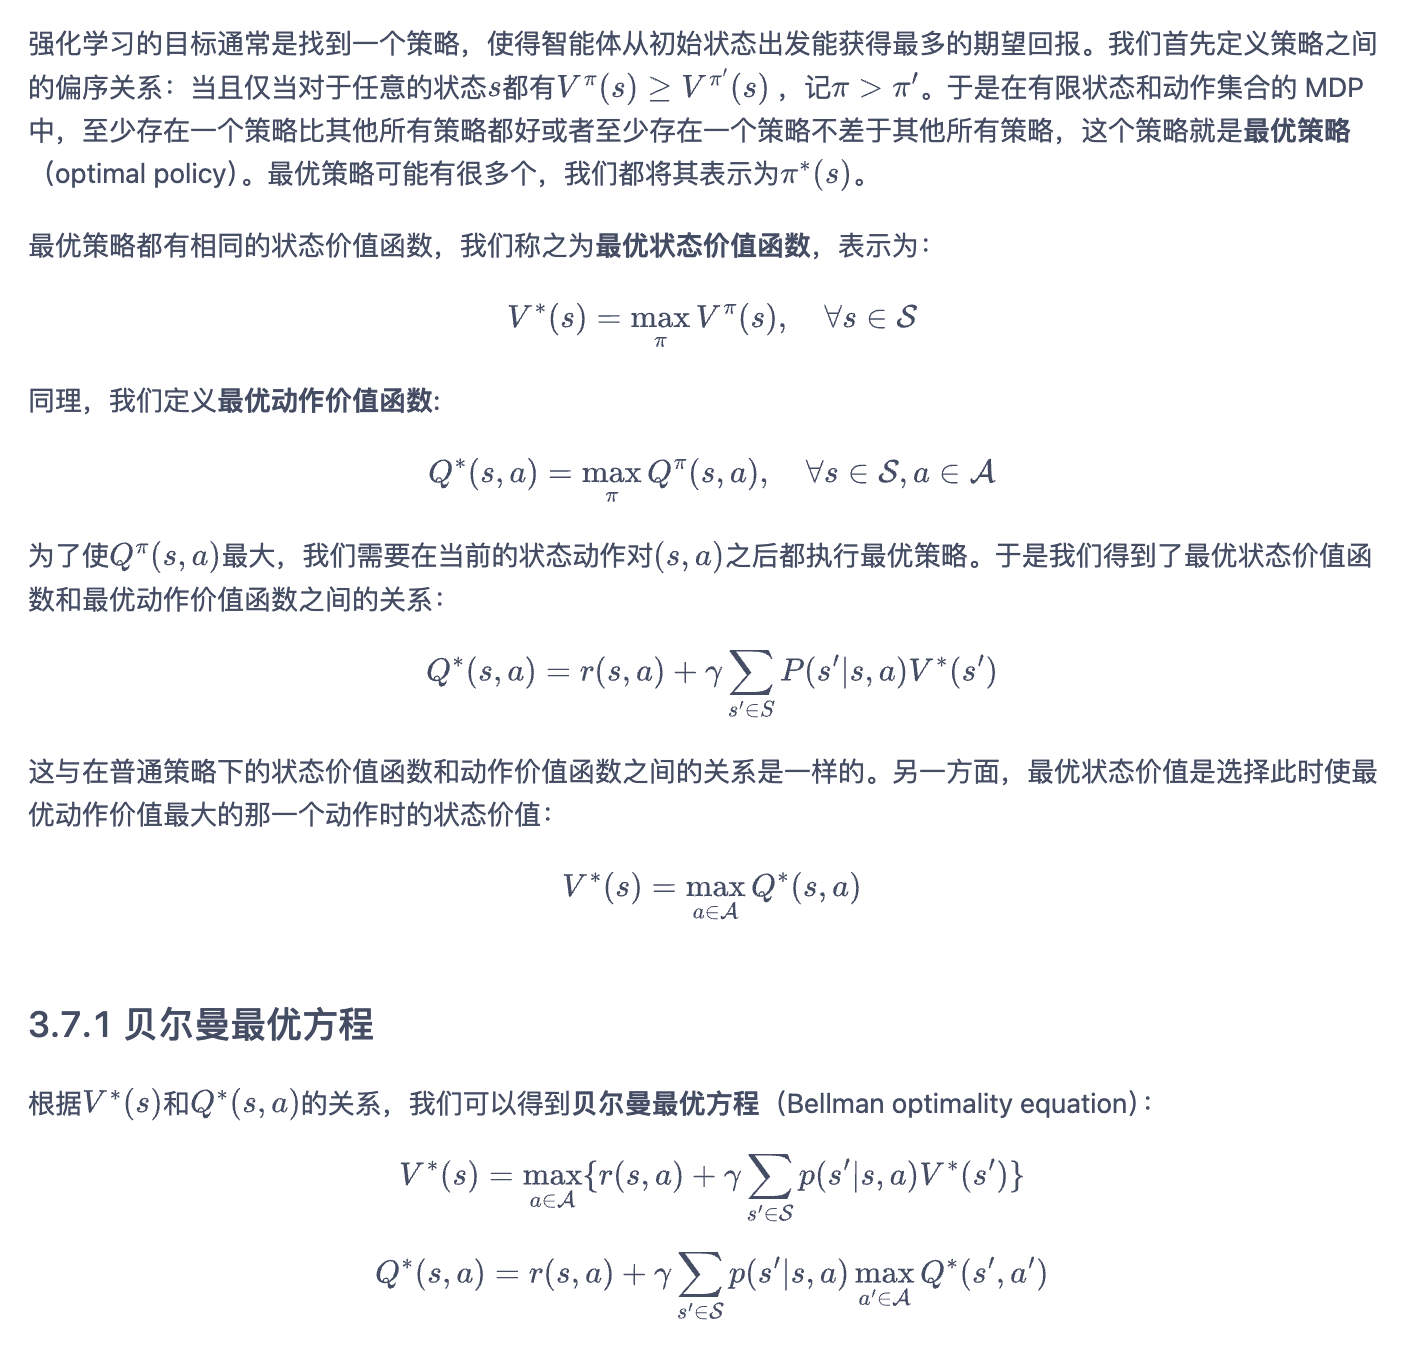 强化学习的目标通常是找到一个策略，使得智能体从初始状态出发能获得最多的期望回报。我们首先定义策略之间
的偏序关系：当且仅当对于任意的状态$s$都有$V^{\pi}(s) \geq V^{\pi'}(s)$，记$\pi > \pi'$。于是在有限状态和动作集合的 MDP
中，至少存在一个策略比其他所有策略都好或者至少存在一个策略不差于其他所有策略，这个策略就是最优策略
（optimal policy）。最优策略可能有很多个，我们都将其表示为$\pi^*(s)$。
最优策略都有相同的状态价值函数，我们称之为最优状态价值函数，表示为：
$V^*(s) = \max_{\pi} V^{\pi}(s), \quad \forall s \in \mathcal{S}$
同理，我们定义最优动作价值函数:
$Q^*(s, a) = \max_{\pi} Q^{\pi}(s, a), \quad \forall s \in \mathcal{S}, a \in \mathcal{A}$
为了使$Q^{\pi}(s, a)$最大，我们需要在当前的状态动作对$(s, a)$之后都执行最优策略。于是我们得到了最优状态价值函
数和最优动作价值函数之间的关系：
$Q^*(s, a) = r(s, a) + \gamma \sum_{s' \in S} P(s'|s, a)V^*(s')$
这与在普通策略下的状态价值函数和动作价值函数之间的关系是一样的。另一方面，最优状态价值是选择此时使最
优动作价值最大的那一个动作时的状态价值：
$V^*(s) = \max_{a \in \mathcal{A}} Q^*(s, a)$
3.7.1 贝尔曼最优方程
根据$V^*(s)$和$Q^*(s, a)$的关系，我们可以得到贝尔曼最优方程（Bellman optimality equation）：
$V^*(s) = \max_{a \in \mathcal{A}} \{r(s, a) + \gamma \sum_{s' \in \mathcal{S}} p(s'|s, a)V^*(s')\}$
$Q^*(s, a) = r(s, a) + \gamma \sum_{s' \in \mathcal{S}} p(s'|s, a) \max_{a' \in \mathcal{A}} Q^*(s', a')$